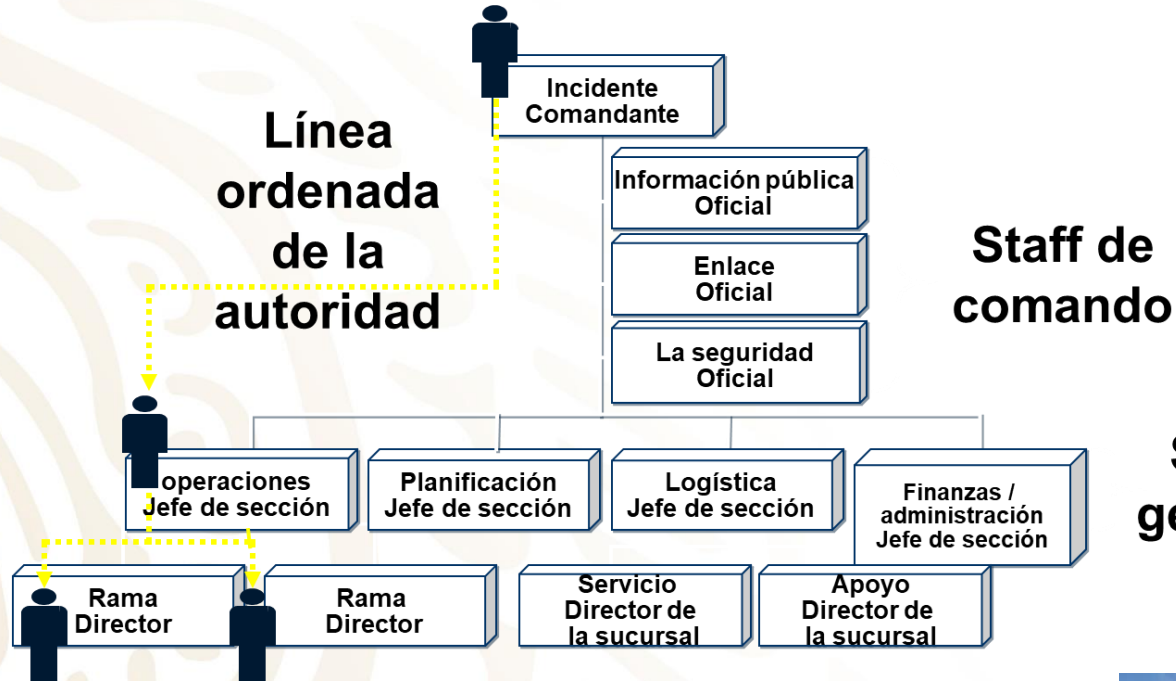 Incidente
Comandante
Línea
ordenada
de la
autoridad
Información pública
Oficial
Enlace
Oficial
La seguridad
Oficial
Staff de
comando
operaciones
Jefe de sección
Planificación
Jefe de sección
Logística
Jefe de sección
Finanzas /
administración
Jefe de sección
Rama
Director
Rama
Director
Servicio
Director de
la sucursal
Apoyo
Director de
la sucursal